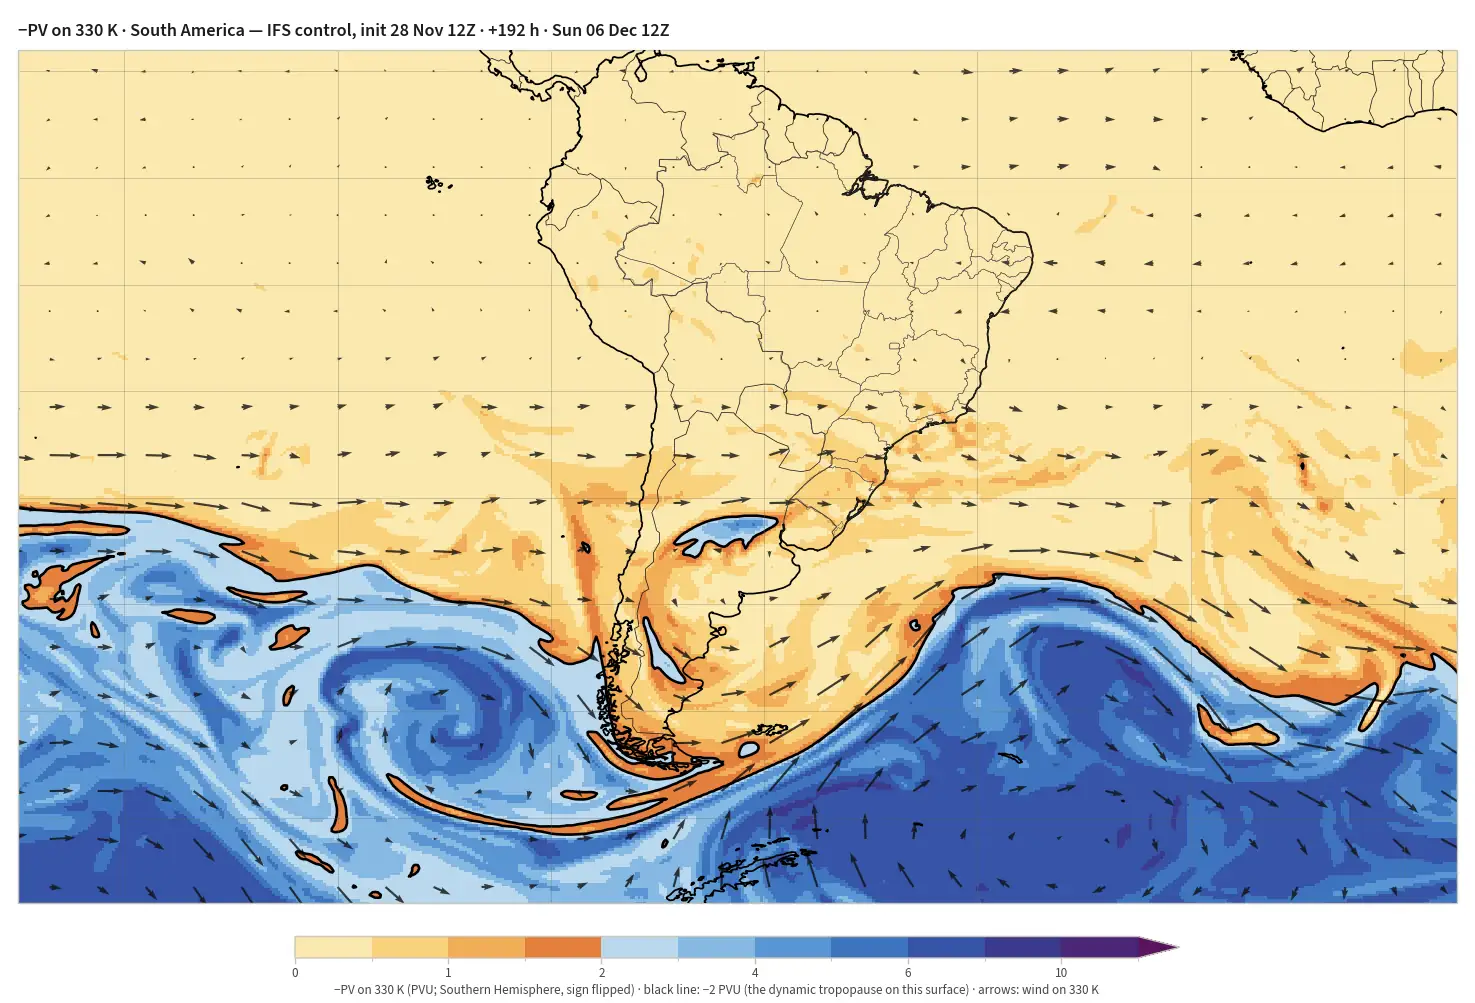 −PV on 330 K · South America — IFS control, init 28 Nov 12Z · +192 h · Sun 06 Dec 12Z
0 1 2 4 6 10
−PV on 330 K (PVU; Southern Hemisphere, sign flipped) · black line: −2 PVU (the dynamic tropopause on this surface) · arrows: wind on 330 K